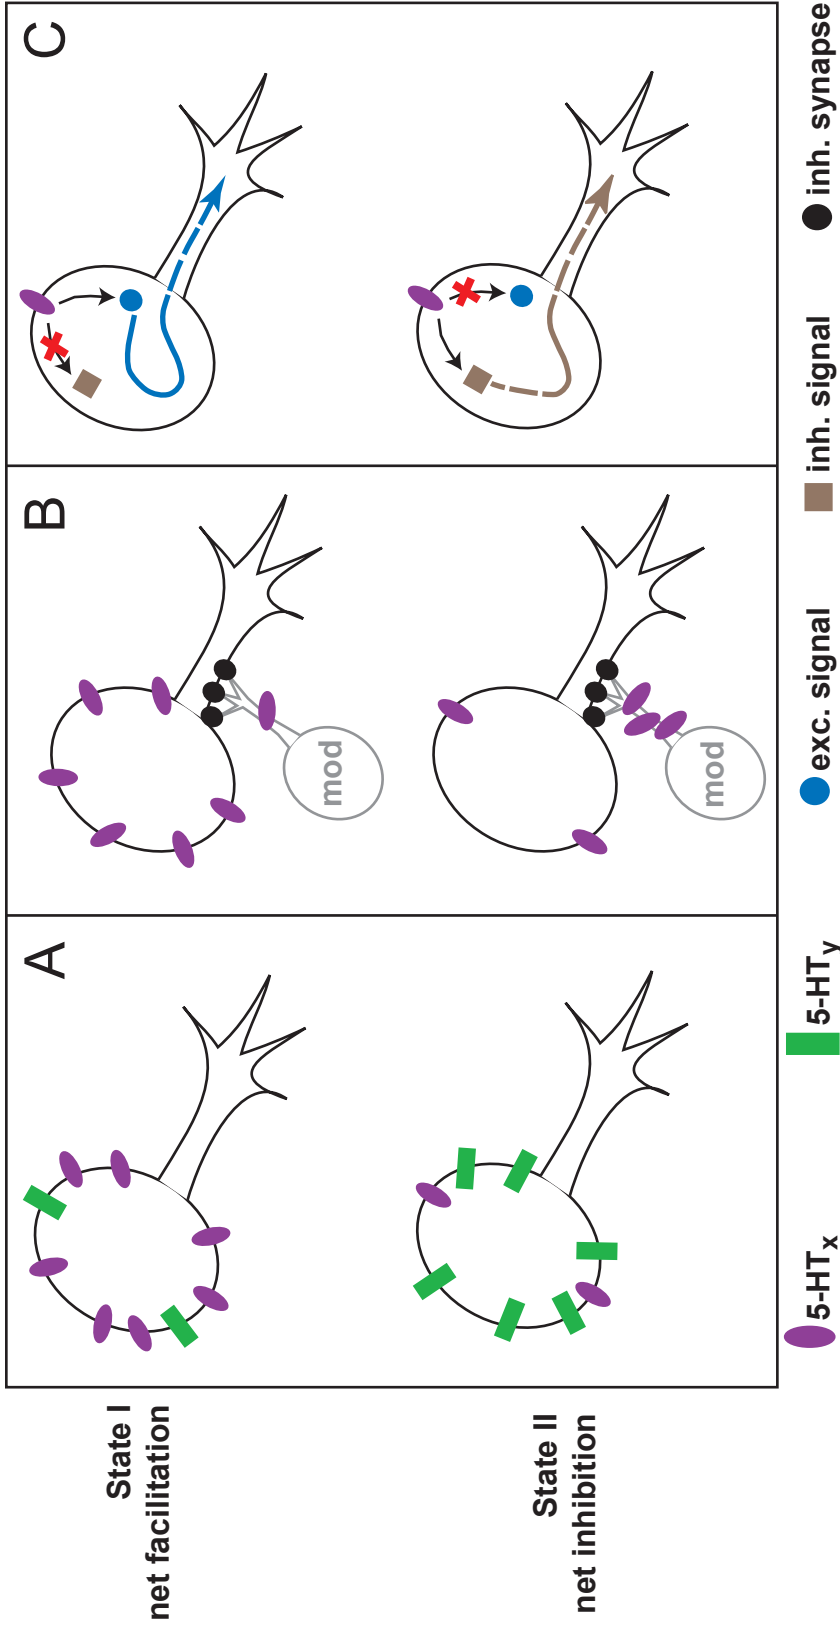 A
B
C
State I
net facilitation
mod
State II
net inhibition
mod
5-HTx
5-HTy
exc. signal
inh. signal
inh. synapse